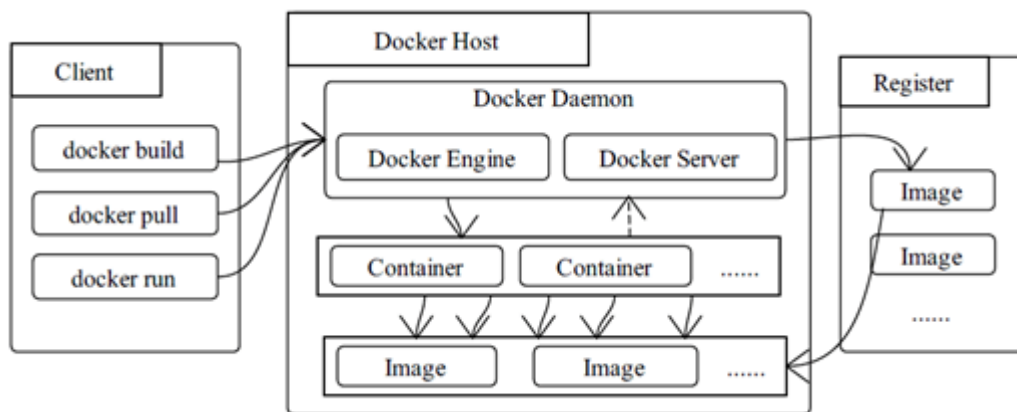 Client
docker build
docker pull
docker run
Docker Host
Docker Daemon
Docker Engine
Docker Server
Container
Container
......
Image
Image
......
Register
Image
Image
......